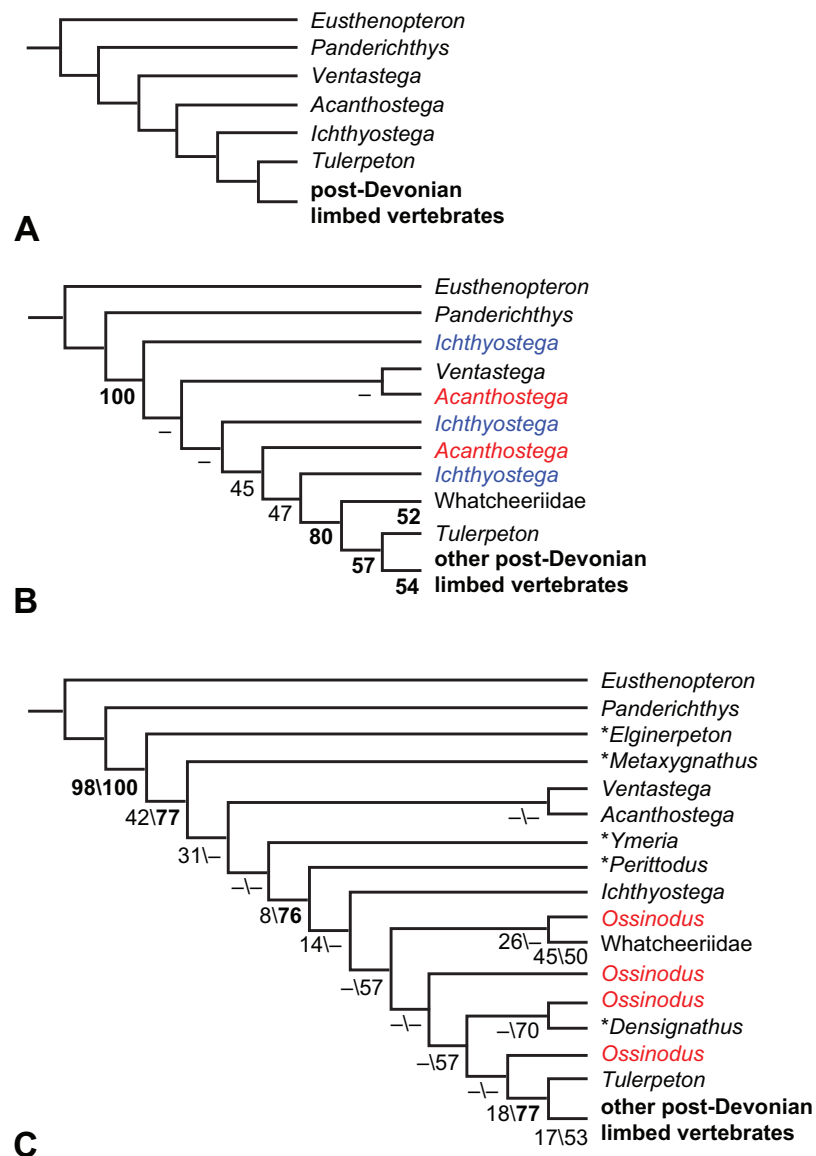 Eusthenopteron
Panderichthys
Ventastega
Acanthostega
Ichthyostega
Tulerpeton
post-Devonian
limbed vertebrates
A
Eusthenopteron
Panderichthys
Ichthyostega
100
Ventastega
–
Acanthostega
–
Ichthyostega
–
Acanthostega
45
Ichthyostega
47
Whatcheeriidae
52
80
Tulerpeton
57
other post-Devonian
54
limbed vertebrates
B
Eusthenopteron
Panderichthys
*Elginerpeton
*Metaxygnathus
98\100
Ventastega
42\77
Acanthostega
–\–
31\–
*Ymeria
–\–
*Perittodus
8\76
Ichthyostega
14\–
Ossinodus
26\–
Whatcheeriidae
45\50
–\57
Ossinodus
–\–
Ossinodus
–\70
*Densignathus
–\57
Ossinodus
–\–
Tulerpeton
18\77
other post-Devonian
17\53
limbed vertebrates
C